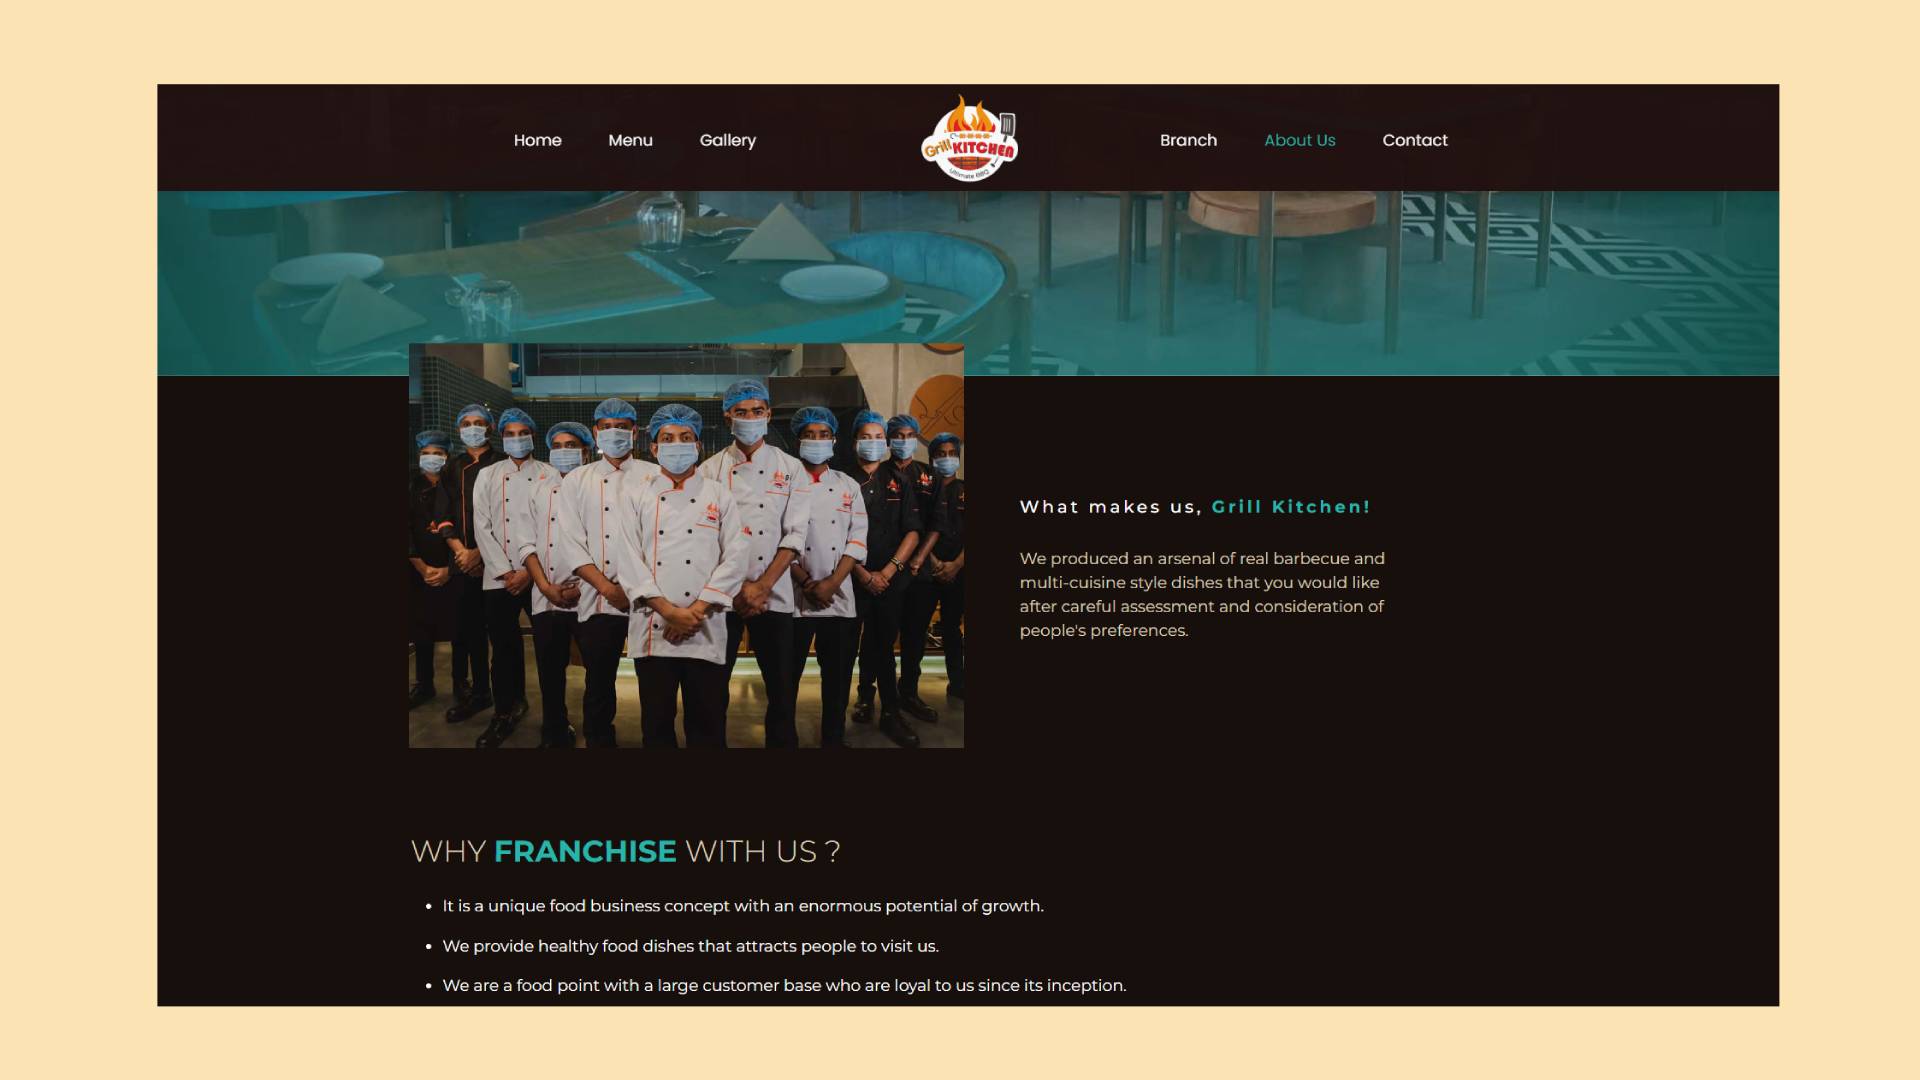 Home
Menu
Gallery
Grill KITCHEN
Ultimate BBQ
Branch
About Us
Contact
What makes us, Grill Kitchen!
We produced an arsenal of real barbecue and
multi-cuisine style dishes that you would like
after careful assessment and consideration of
people's preferences.
WHY FRANCHISE WITH US ?
• It is a unique food business concept with an enormous potential of growth.
• We provide healthy food dishes that attracts people to visit us.
• We are a food point with a large customer base who are loyal to us since its inception.